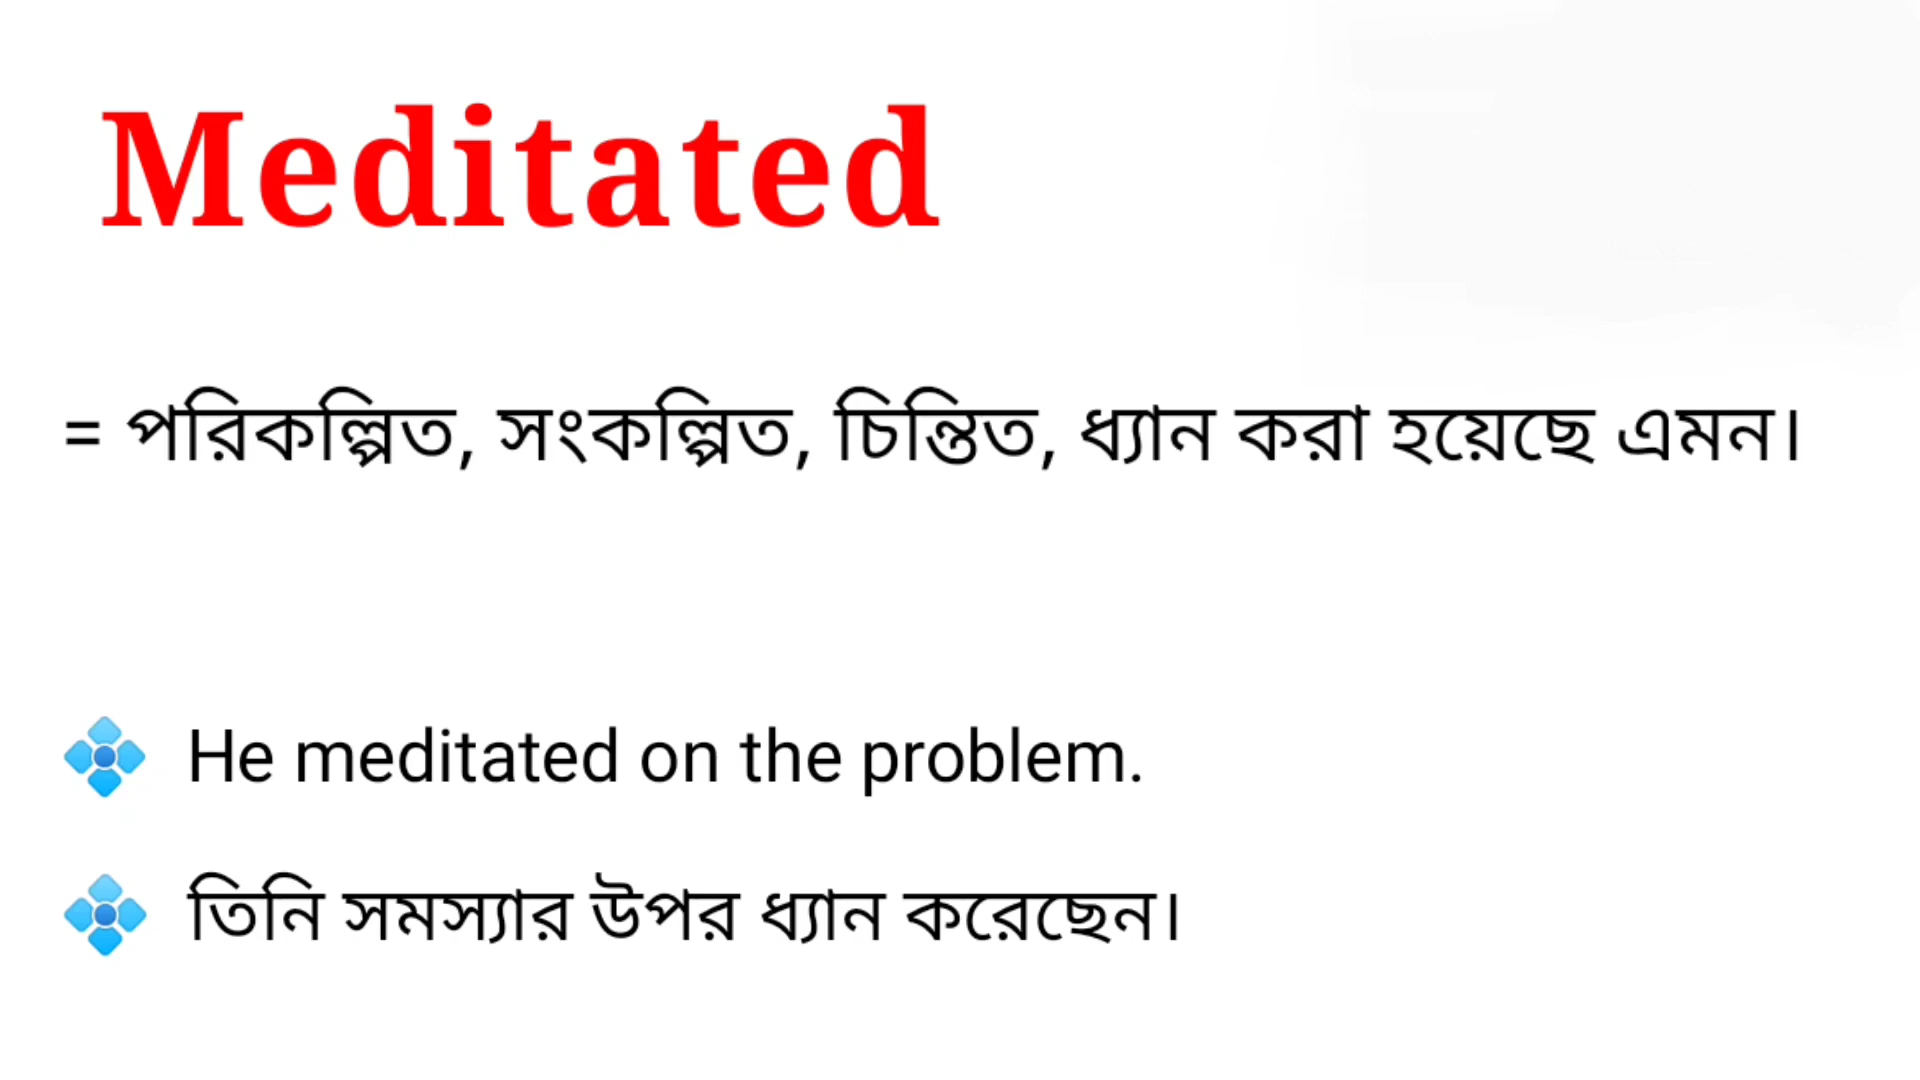 Meditated
= পরিকল্পিত, সংকল্পিত, চিন্তিত, ধ্যান করা হয়েছে এমন।
He meditated on the problem.
তিনি সমস্যার উপর ধ্যান করেছেন।